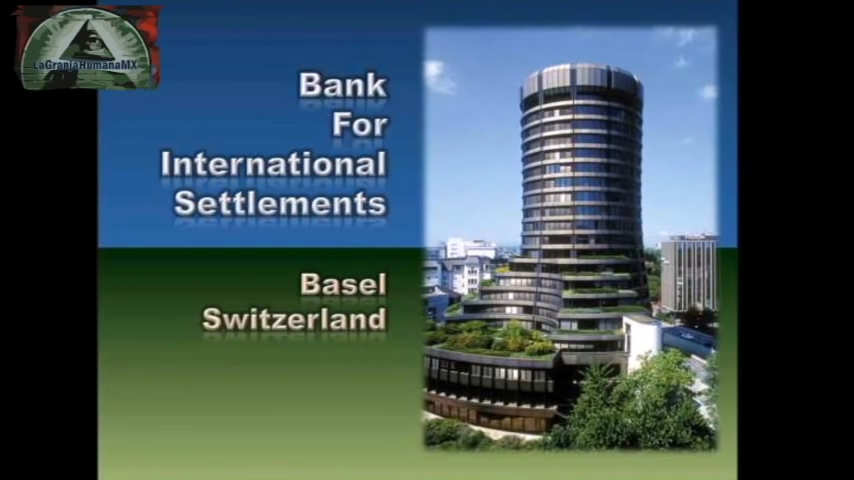 LaGranjaHumanaMX
Bank
For
International
Settlements
Basel
Switzerland